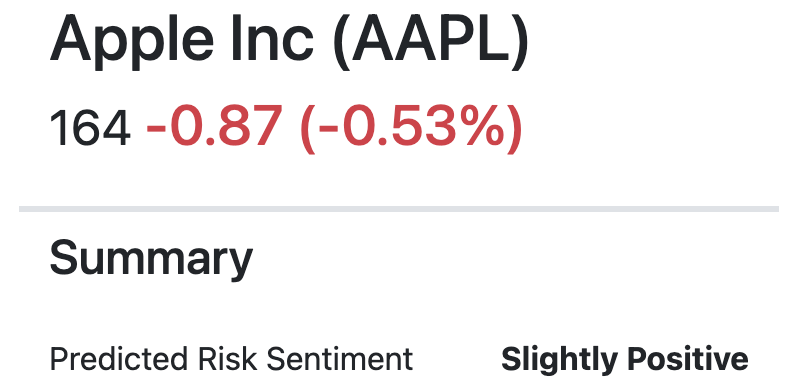 Apple Inc (AAPL)
164 -0.87 (-0.53%)
Summary
Predicted Risk Sentiment Slightly Positive